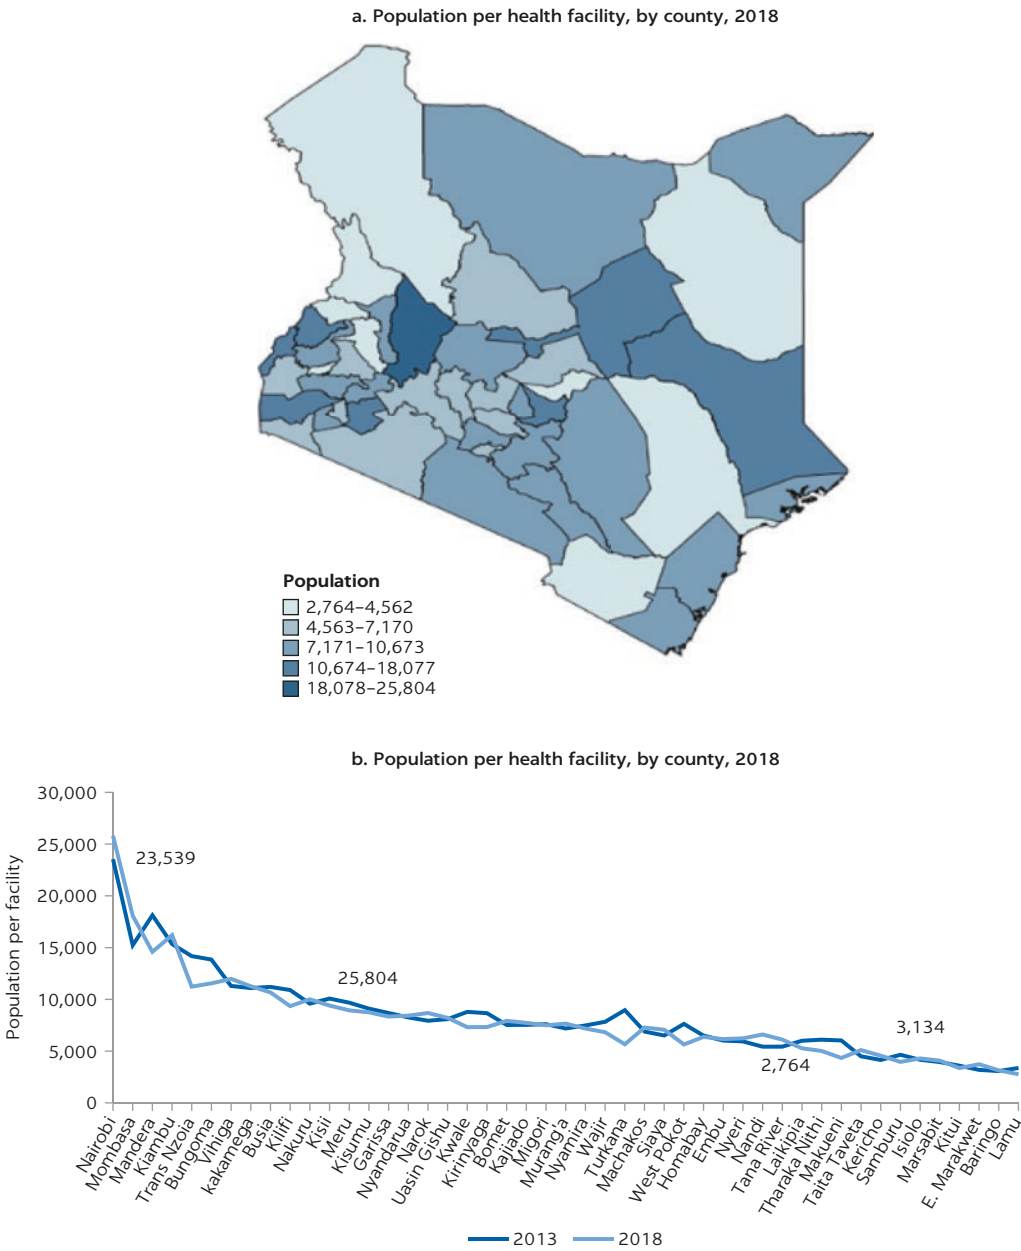 a. Population per health facility, by county, 2018
Population
2,764–4,562
4,563–7,170
7,171–10,673
10,674–18,077
18,078–25,804
b. Population per health facility, by county, 2018
Population per facility
30,000
25,000
20,000
15,000
10,000
5,000
0
23,539
25,804
3,134
2,764
Nairobi
Mombasa
Mandera
Kiambu
Trans Nzoia
Bungoma
Vihiga
kakamega
Busia
Kilifi
Nakuru
Kisii
Meru
Kisumu
Garissa
Nyandarua
Narok
Uasin Gishu
Kwale
Kirinyaga
Bomet
Kajiado
Migori
Murang'a
Nyamira
Wajir
Turkana
Machakos
Siaya
West Pokot
Homabay
Embu
Nyeri
Nandi
Tana River
Laikipia
Tharaka Nithi
Makueni
Taita Taveta
Kericho
Samburu
Isiolo
Marsabit
Kitui
E. Marakwet
Baringo
Lamu
2013
2018